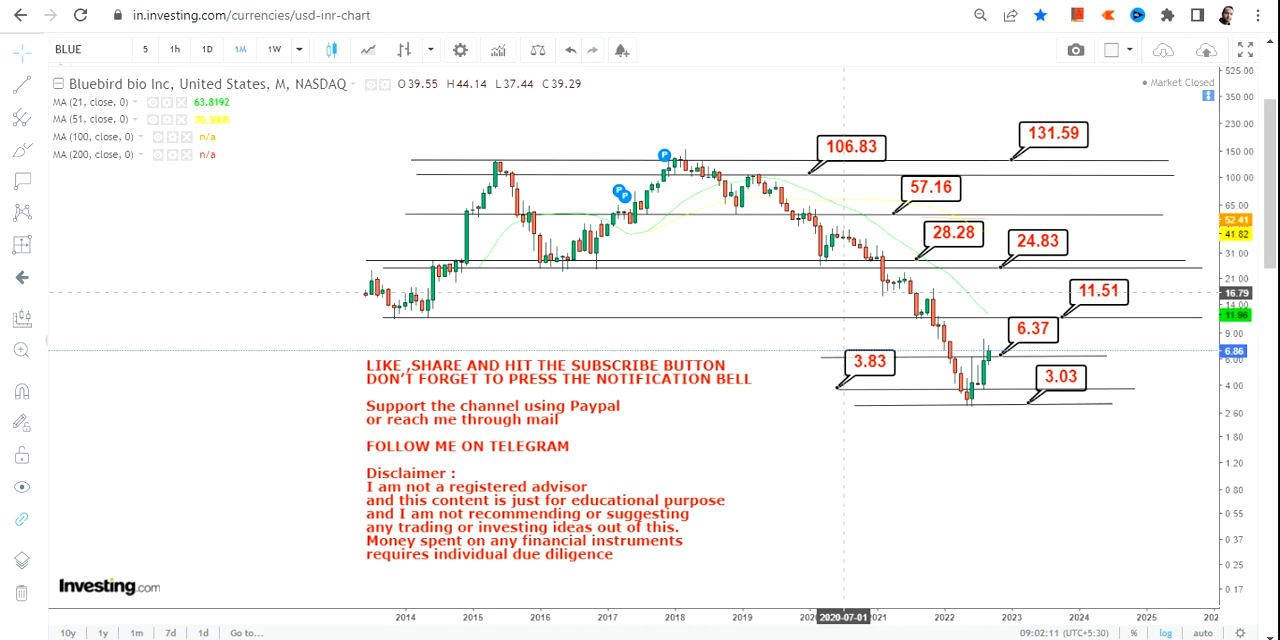 in.investing.com/currencies/usd-inr-chart
BLUE 5 1h 1D 1M 1W
Bluebird bio Inc, United States, M, NASDAQ O39.55 H44.14 L37.44 C39.29
Market Closed
MA (21, close, 0) 63.8192
MA (51, close, 0)
MA (100, close, 0) n/a
MA (200, close, 0) n/a
525.00
350.00
230.00
150.00
100.00
65.00
52.41
41.82
31.00
21.00
16.79
14.00
11.96
9.00
6.86
6.00
4.00
2.60
1.80
1.20
0.80
0.55
0.37
0.25
0.17
131.59
106.83
57.16
28.28
24.83
11.51
6.37
3.83
3.03
P
P
P
LIKE ,SHARE AND HIT THE SUBSCRIBE BUTTON
DON'T FORGET TO PRESS THE NOTIFICATION BELL
Support the channel using Paypal
or reach me through mail
FOLLOW ME ON TELEGRAM
Disclaimer :
I am not a registered advisor
and this content is just for educational purpose
and I am not recommending or suggesting
any trading or investing ideas out of this.
Money spent on any financial instruments
requires individual due diligence
Investing.com
2014 2015 2016 2017 2018 2019 2020-07-01 2022 2023 2024 2025
10y 1y 1m 7d 1d Go to... 09:02:11 (UTC+5:30) % log auto